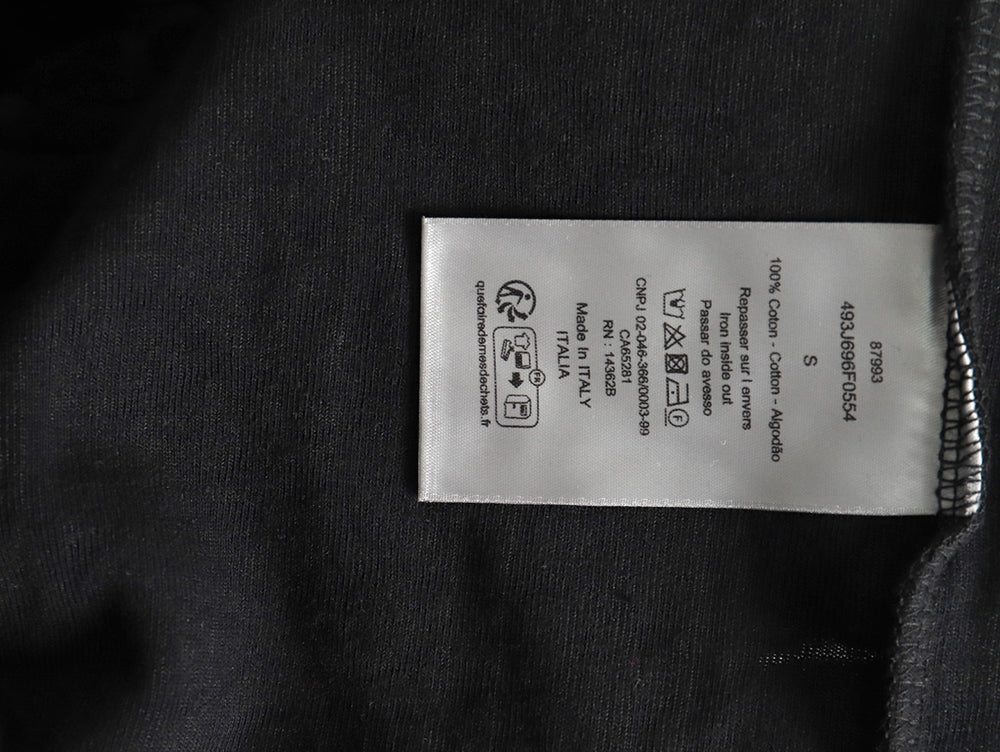 87993
493J696F0554
S
100% Coton - Cotton - Algodão
Repasser sur l envers
Iron inside out
Passar do avesso
F
CNPJ 02-046-366/0003-99
CA65281
RN : 14362B
Made In ITALY
ITALIA
FR
quefairedemesdechets.fr